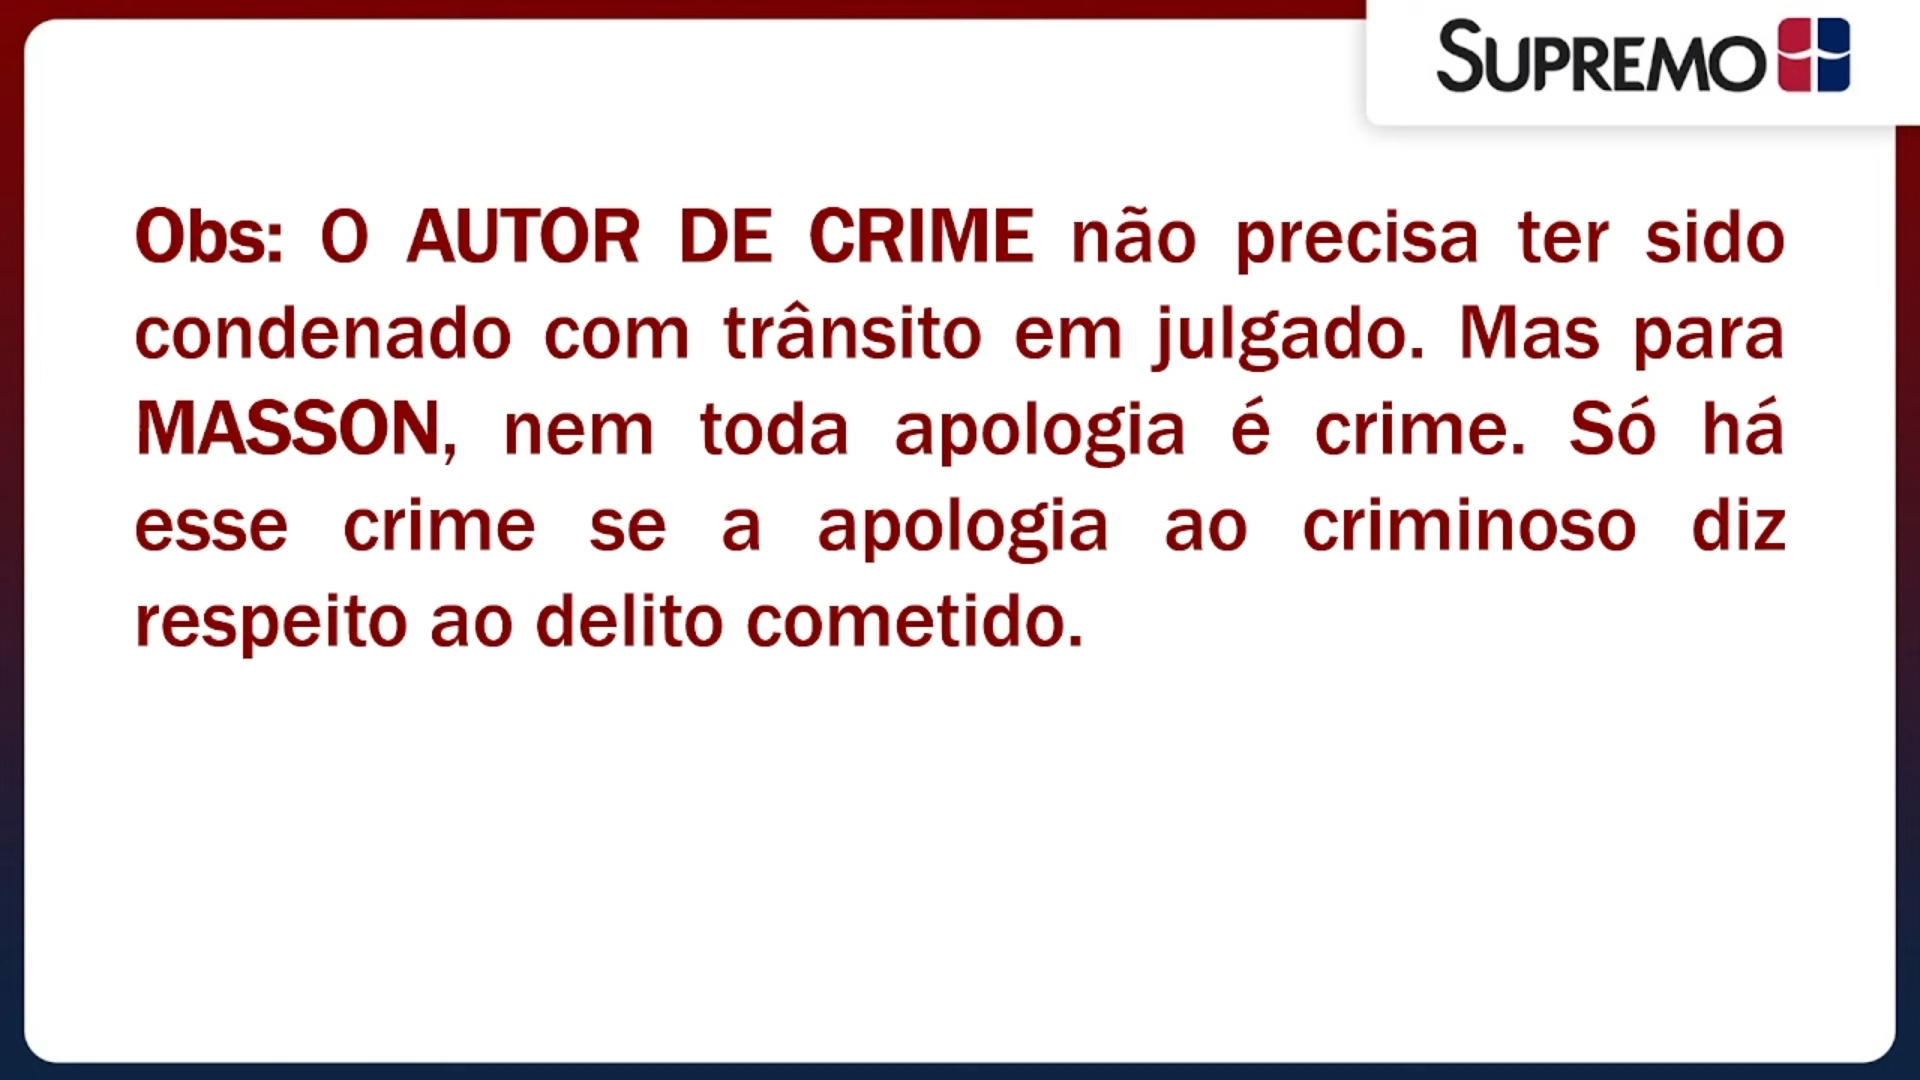 SUPREMO
Obs: O AUTOR DE CRIME não precisa ter sido
condenado com trânsito em julgado. Mas para
MASSON, nem toda apologia é crime. Só há
esse crime se a apologia ao criminoso diz
respeito ao delito cometido.